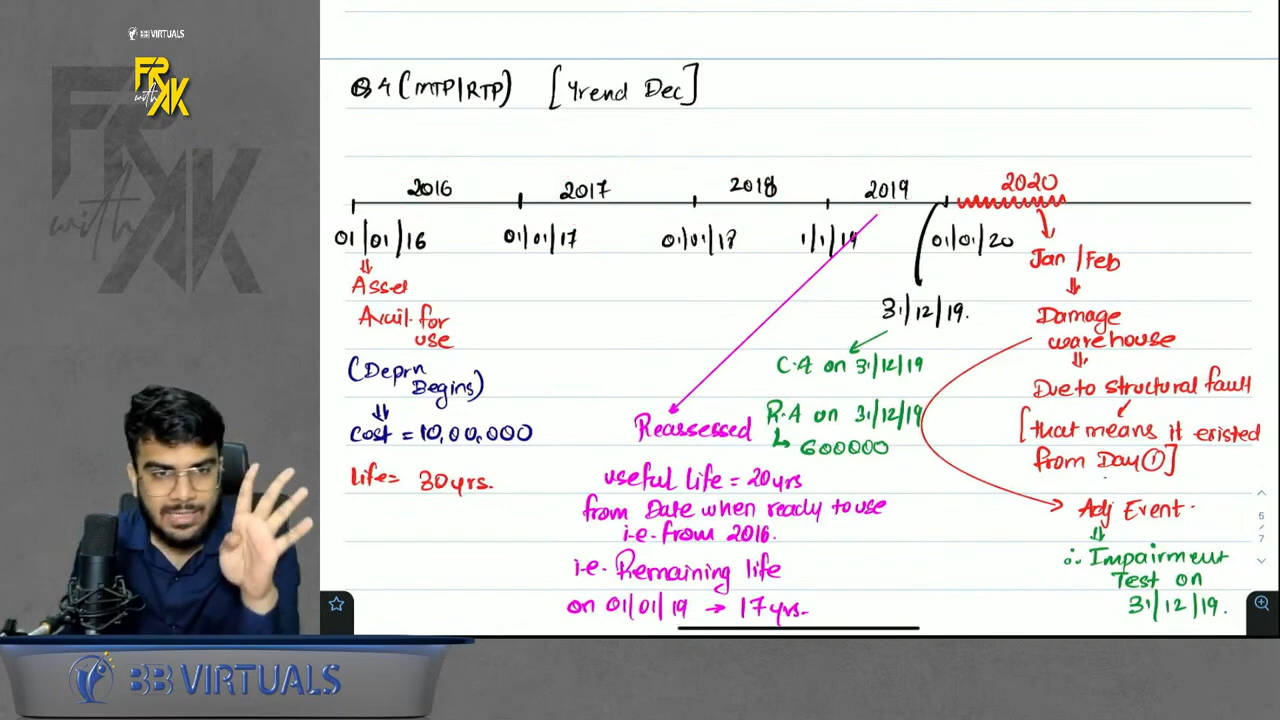 BB VIRTUALS
FR
with
AK
Q.4 (MTP/RTP) [Yrend Dec]
2016 2017 2018 2019 2020
01/01/16 01/01/17 01/01/18 1/1/19 01/01/20
31/12/19.
⇓
Asset
Avail. for
use
(Deprn
Begins)
⇓
Cost = 10,00,000
life= 30yrs.
Reassessed
useful life = 20yrs
from Date when ready to use
i.e. from 2016.
i.e. Remaining life
on 01/01/19 → 17yrs.
C.A on 31/12/19
R.A on 31/12/19
↳ 600000
Jan/Feb
⇓
Damage
warehouse
⇓
Due to structural fault
[that means it existed
from Day ①]
Adj Event.
⇓
∴ Impairment
Test on
31/12/19.
5
7
BB VIRTUALS